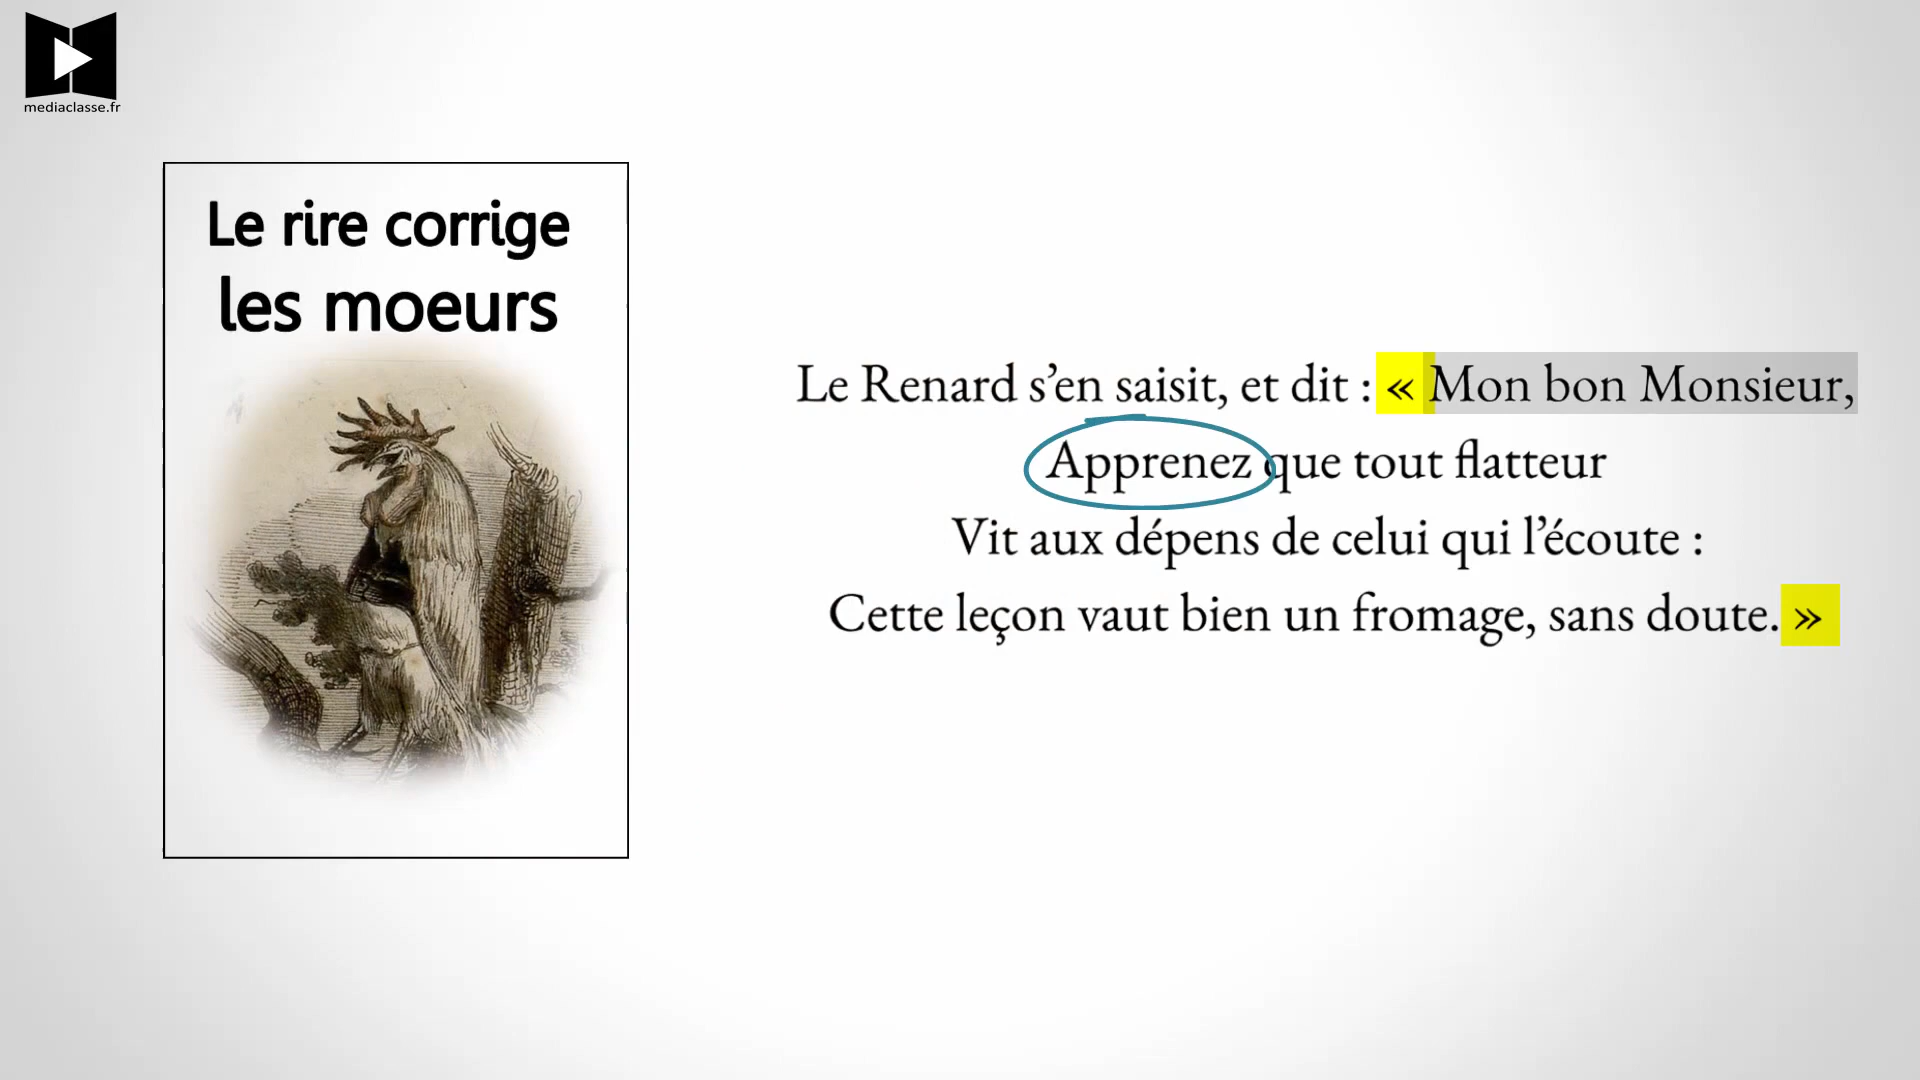 mediaclasse.fr
Le rire corrige
les moeurs
Le Renard s’en saisit, et dit : « Mon bon Monsieur,
Apprenez que tout flatteur
Vit aux dépens de celui qui l’écoute :
Cette leçon vaut bien un fromage, sans doute. »